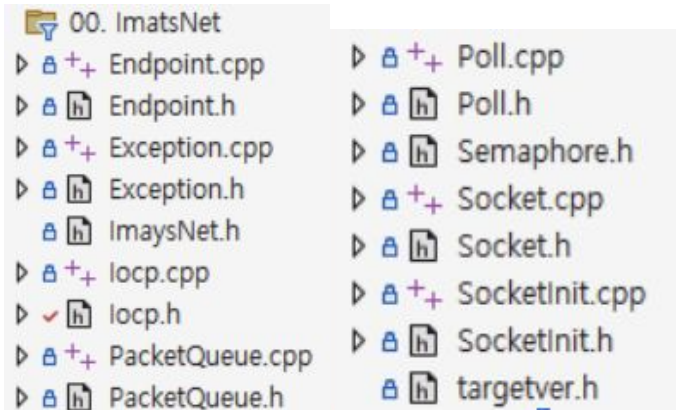 00. ImatsNet
Endpoint.cpp
Endpoint.h
Exception.cpp
Exception.h
ImaysNet.h
Iocp.cpp
Iocp.h
PacketQueue.cpp
PacketQueue.h
Poll.cpp
Poll.h
Semaphore.h
Socket.cpp
Socket.h
SocketInit.cpp
SocketInit.h
targetver.h